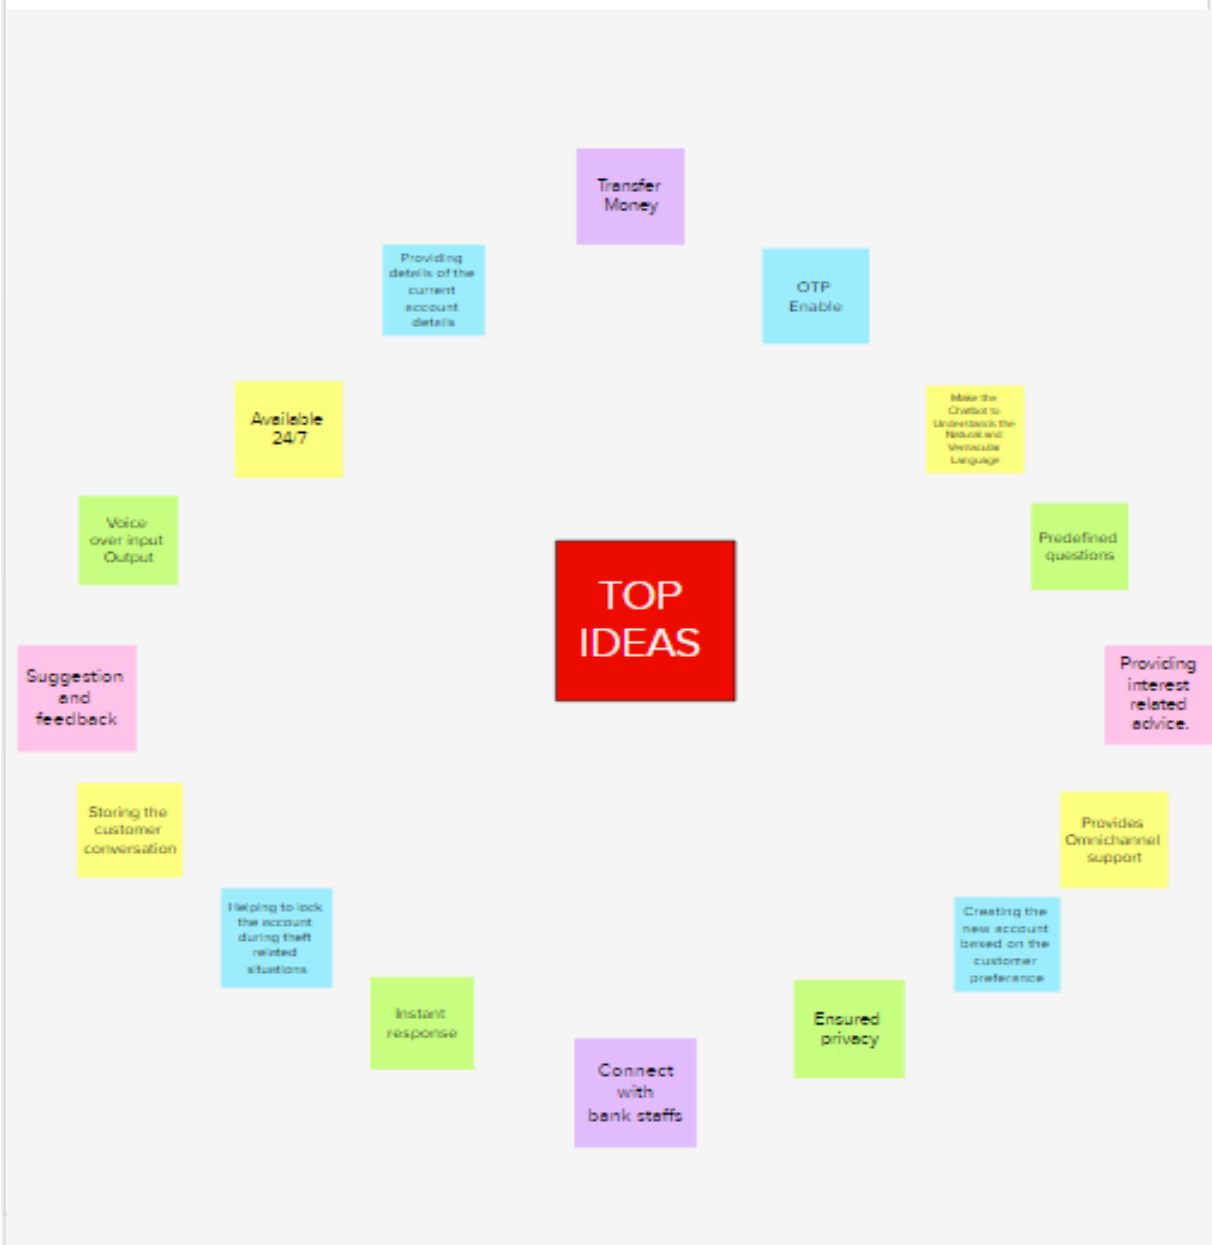 Transfer
Money
Providing
details of the
current
account
details
OTP
Enable
Available
24/7
Make the
Chatbot to
Understands the
Natural and
Vernacular
Language
Voice
over input
Output
Predefined
questions
TOP
IDEAS
Suggestion
and
feedback
Providing
interest
related
advice.
Storing the
customer
conversation
Provides
Omnichannel
support
Helping to lock
the account
during theft
related
situations
Creating the
new account
based on the
customer
preferance
Instant
response
Ensured
privacy
Connect
with
bank staffs